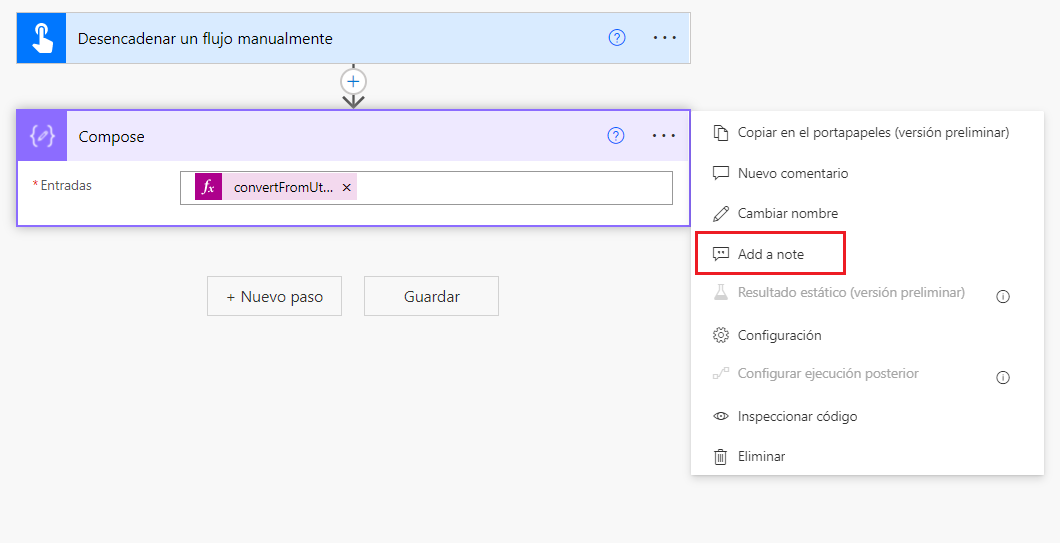 Desencadenar un flujo manualmente
Compose
* Entradas
fx convertFromUt...
+ Nuevo paso
Guardar
Copiar en el portapapeles (versión preliminar)
Nuevo comentario
Cambiar nombre
Add a note
Resultado estático (versión preliminar)
Configuración
Configurar ejecución posterior
Inspeccionar código
Eliminar